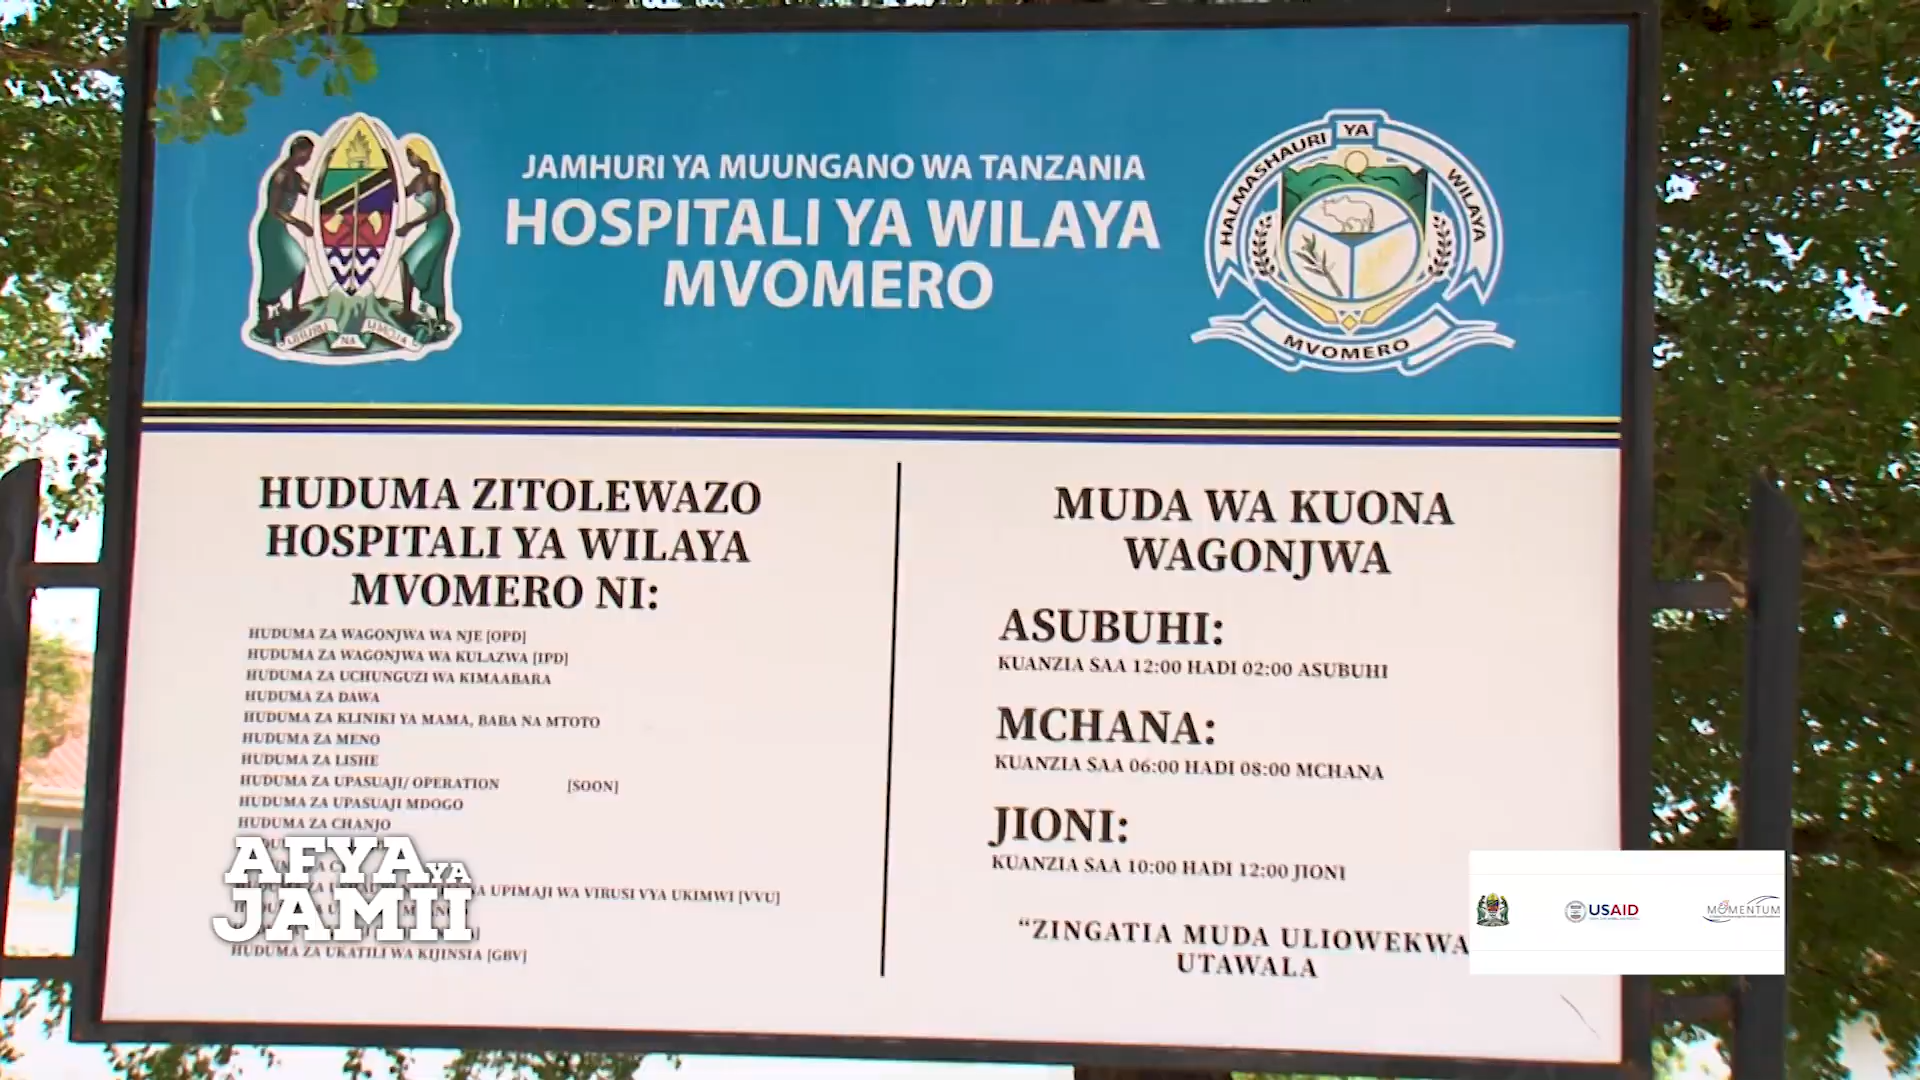 JAMHURI YA MUUNGANO WA TANZANIA
HOSPITALI YA WILAYA
MVOMERO
UHURU NA UMOJA
HALMASHAURI YA WILAYA
MVOMERO
HUDUMA ZITOLEWAZO
HOSPITALI YA WILAYA
MVOMERO NI:
HUDUMA ZA WAGONJWA WA NJE [OPD]
HUDUMA ZA WAGONJWA WA KULAZWA [IPD]
HUDUMA ZA UCHUNGUZI WA KIMAABARA
HUDUMA ZA DAWA
HUDUMA ZA KLINIKI YA MAMA, BABA NA MTOTO
HUDUMA ZA MENO
HUDUMA ZA LISHE
HUDUMA ZA UPASUAJI/ OPERATION [SOON]
HUDUMA ZA UPASUAJI MDOGO
HUDUMA ZA CHANJO
UPIMAJI WA VIRUSI VYA UKIMWI [VVU]
HUDUMA ZA UKATILI WA KIJINSIA [GBV]
MUDA WA KUONA
WAGONJWA
ASUBUHI:
KUANZIA SAA 12:00 HADI 02:00 ASUBUHI
MCHANA:
KUANZIA SAA 06:00 HADI 08:00 MCHANA
JIONI:
KUANZIA SAA 10:00 HADI 12:00 JIONI
“ZINGATIA MUDA ULIOWEKWA
UTAWALA
AFYA YA
JAMII
USAID
MOMENTUM